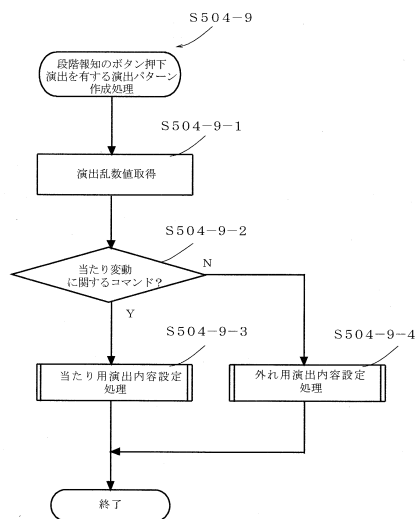 S504-9
段階報知のボタン押下
演出を有する演出パターン
作成処理
S504-9-1
演出乱数値取得
S504-9-2
当たり変動
に関するコマンド?
N
Y
S504-9-3
当たり用演出内容設定
処理
S504-9-4
外れ用演出内容設定
処理
終了